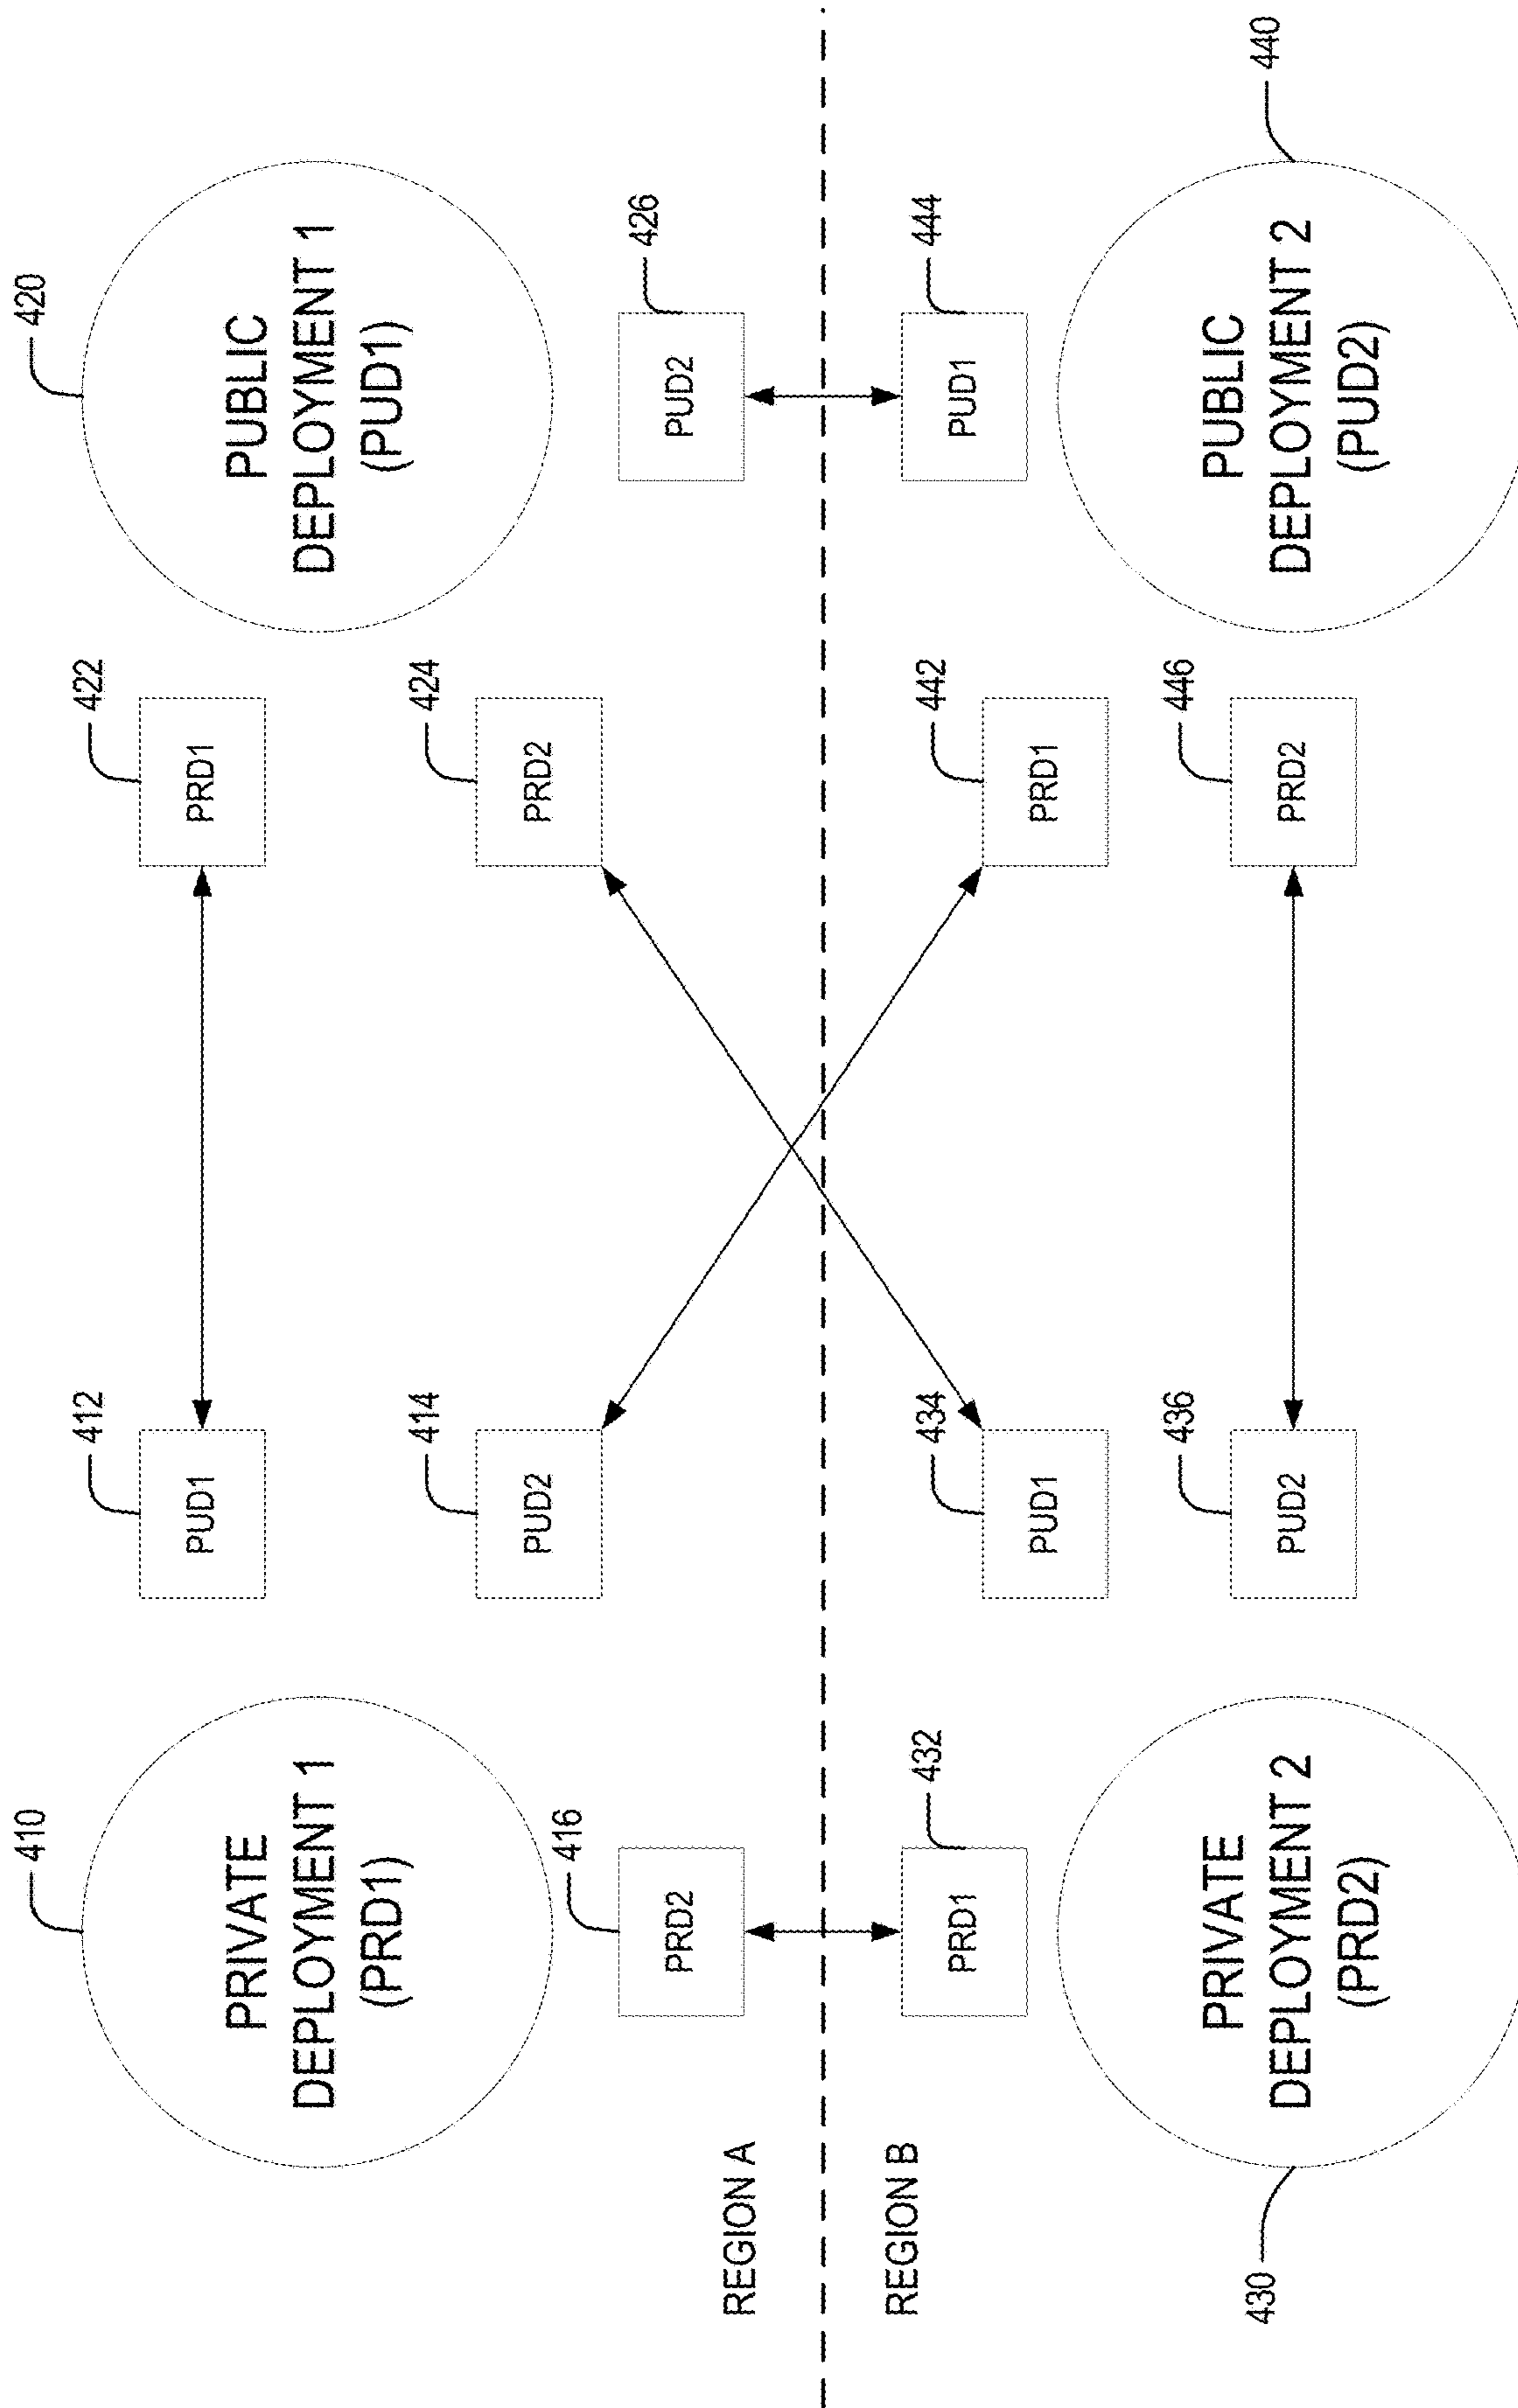 410
PRIVATE
DEPLOYMENT 1
(PRD1)
412
PUD1
422
PRD1
420
PUBLIC
DEPLOYMENT 1
(PUD1)
414
PUD2
424
PRD2
416
PRD2
426
PUD2
REGION A
REGION B
432
PRD1
434
PUD1
442
PRD1
444
PUD1
430
PRIVATE
DEPLOYMENT 2
(PRD2)
436
PUD2
446
PRD2
440
PUBLIC
DEPLOYMENT 2
(PUD2)